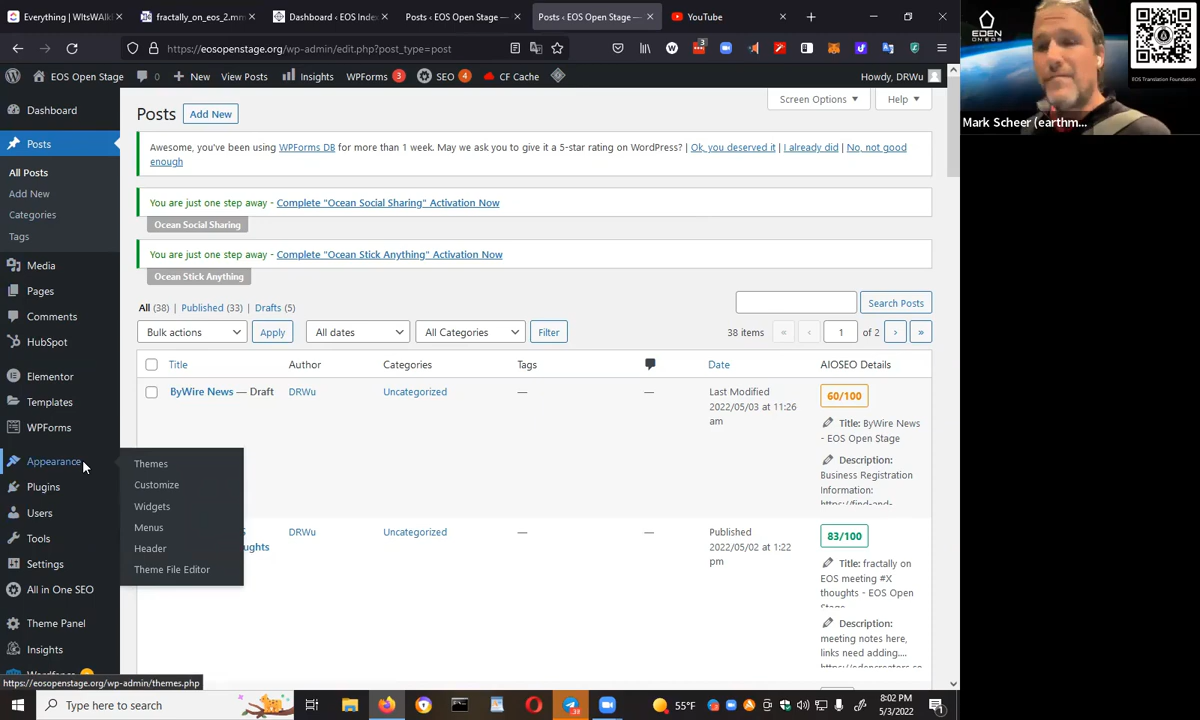 Everything | WItsWAIk
fractally_on_eos_2.mm
Dashboard ‹ EOS Inde
Posts ‹ EOS Open Stage —
Posts ‹ EOS Open Stage —
YouTube
https://eosopenstage.org/wp-admin/edit.php?post_type=post
3
EOS Open Stage
0
New
View Posts
Insights
WPForms 3
SEO 4
CF Cache
Howdy, DRWu
Dashboard
Posts
All Posts
Add New
Categories
Tags
Media
Pages
Comments
HubSpot
Elementor
Templates
WPForms
Appearance
Plugins
Users
Tools
Settings
All in One SEO
Theme Panel
Insights
Themes
Customize
Widgets
Menus
Header
Theme File Editor
Posts
Add New
Screen Options
Help
Awesome, you've been using WPForms DB for more than 1 week. May we ask you to give it a 5-star rating on WordPress? | Ok, you deserved it | I already did | No, not good
enough
You are just one step away - Complete "Ocean Social Sharing" Activation Now
Ocean Social Sharing
You are just one step away - Complete "Ocean Stick Anything" Activation Now
Ocean Stick Anything
All (38) | Published (33) | Drafts (5)
Search Posts
Bulk actions
Apply
All dates
All Categories
Filter
38 items « ‹ 1 of 2 › »
Title
Author
Categories
Tags
Date
AIOSEO Details
ByWire News — Draft
DRWu
Uncategorized
—
—
Last Modified
2022/05/03 at 11:26
am
60/100
Title: ByWire News
- EOS Open Stage
Description:
Business Registration
Information:
https://find-and-
S
ughts
DRWu
Uncategorized
—
—
Published
2022/05/02 at 1:22
pm
83/100
Title: fractally on
EOS meeting #X
thoughts - EOS Open
Stage
Description:
meeting notes here,
links need adding....
https://edencreators.co
https://eosopenstage.org/wp-admin/themes.php
Type here to search
55°F
8:02 PM
5/3/2022
EDEN
ON EOS
EOS Translation Foundation
Mark Scheer (earthm...